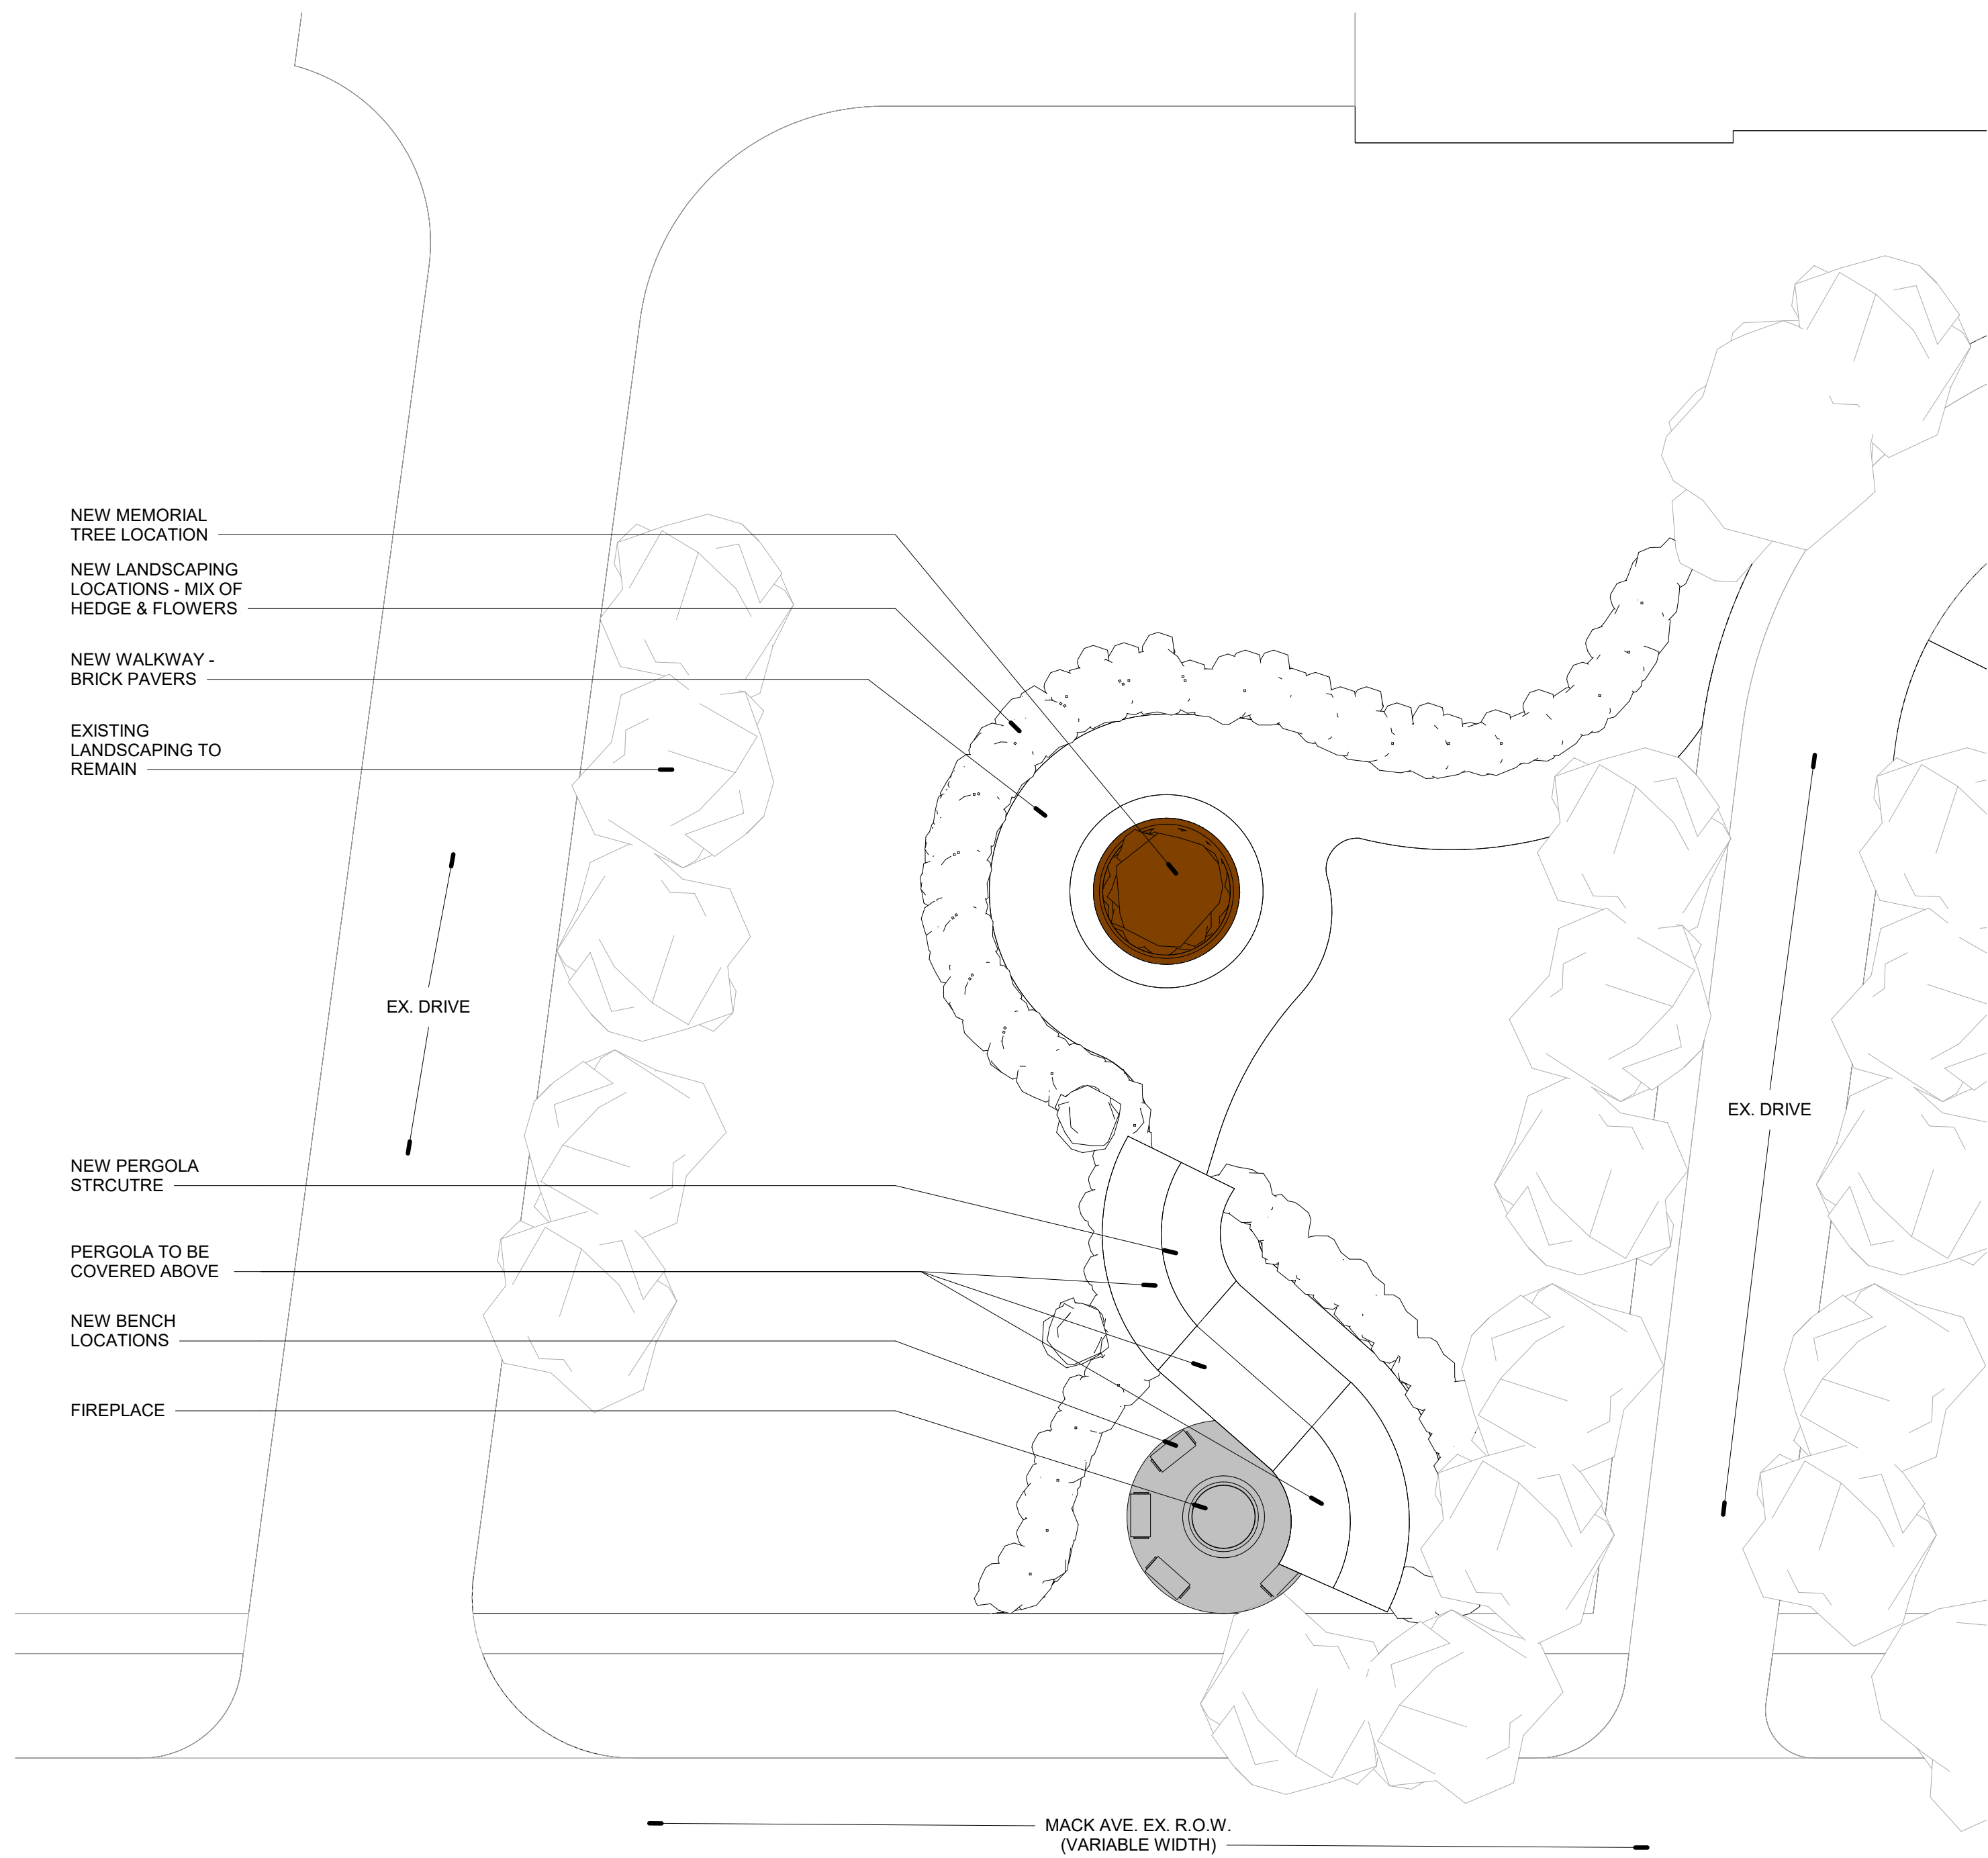 NEW MEMORIAL
TREE LOCATION
NEW LANDSCAPING
LOCATIONS - MIX OF
HEDGE & FLOWERS
NEW WALKWAY -
BRICK PAVERS
EXISTING
LANDSCAPING TO
REMAIN
EX. DRIVE
EX. DRIVE
NEW PERGOLA
STRCUTRE
PERGOLA TO BE
COVERED ABOVE
NEW BENCH
LOCATIONS
FIREPLACE
MACK AVE. EX. R.O.W.
(VARIABLE WIDTH)